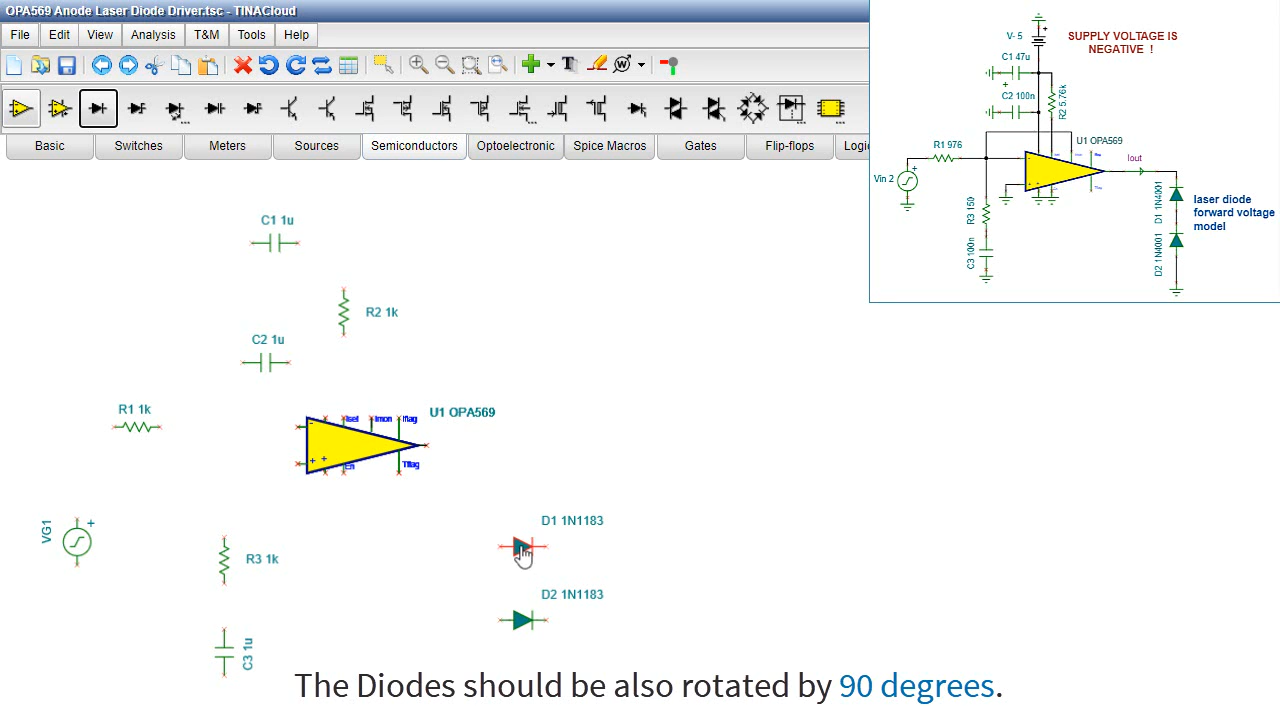 OPA569 Anode Laser Diode Driver.tsc - TINACloud
File Edit View Analysis T&M Tools Help
Basic Switches Meters Sources Semiconductors Optoelectronic Spice Macros Gates Flip-flops
V- 5
SUPPLY VOLTAGE IS
NEGATIVE !
C1 47u
C2 100n
R2 5.76k
R1 976
U1 OPA569
Iout
Vin 2
R3 150
C3 100n
D1 1N4001
D2 1N4001
laser diode
forward voltage
model
C1 1u
R2 1k
C2 1u
R1 1k
U1 OPA569
Isel Imon Iflag
En Tflag
VG1
D1 1N1183
R3 1k
D2 1N1183
C3 1u
The Diodes should be also rotated by 90 degrees.